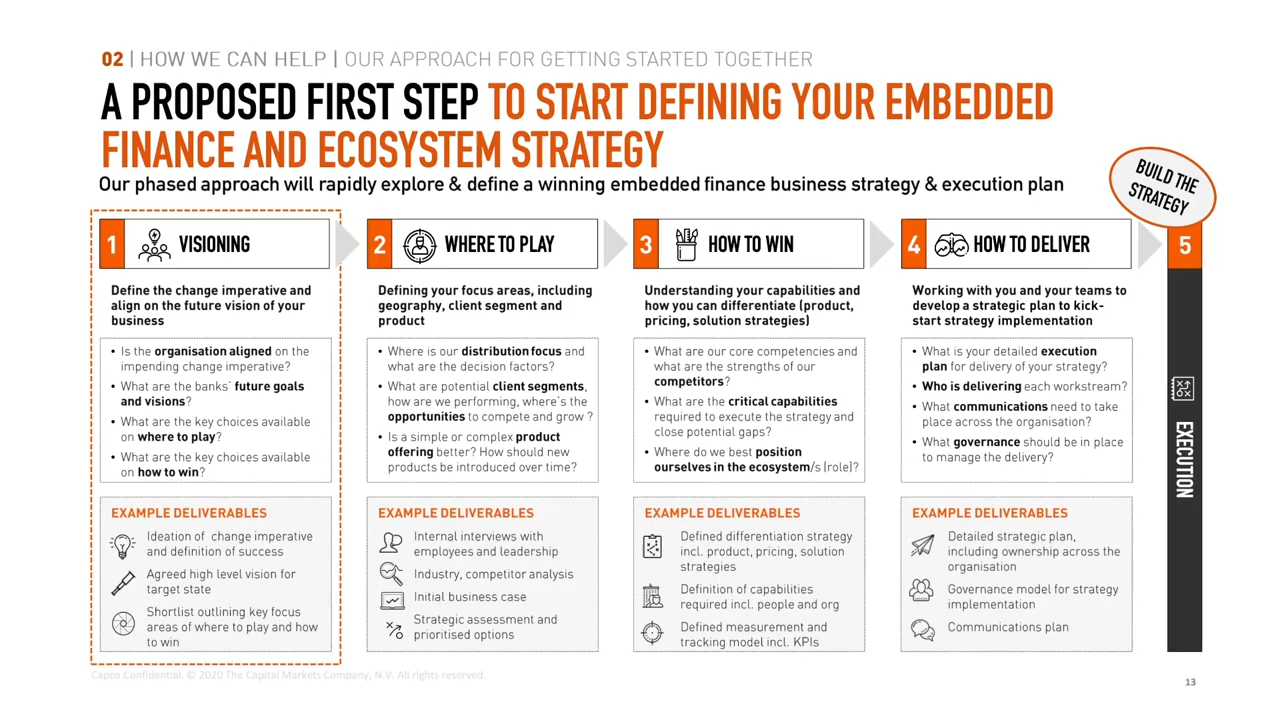 02 | HOW WE CAN HELP | OUR APPROACH FOR GETTING STARTED TOGETHER
A PROPOSED FIRST STEP TO START DEFINING YOUR EMBEDDED
FINANCE AND ECOSYSTEM STRATEGY
Our phased approach will rapidly explore & define a winning embedded finance business strategy & execution plan
BUILD THE
STRATEGY
1 VISIONING
Define the change imperative and
align on the future vision of your
business
• Is the organisation aligned on the
impending change imperative?
• What are the banks' future goals
and visions?
• What are the key choices available
on where to play?
• What are the key choices available
on how to win?
EXAMPLE DELIVERABLES
Ideation of change imperative
and definition of success
Agreed high level vision for
target state
Shortlist outlining key focus
areas of where to play and how
to win
2 WHERE TO PLAY
Defining your focus areas, including
geography, client segment and
product
• Where is our distribution focus and
what are the decision factors?
• What are potential client segments,
how are we performing, where's the
opportunities to compete and grow ?
• Is a simple or complex product
offering better? How should new
products be introduced over time?
EXAMPLE DELIVERABLES
Internal interviews with
employees and leadership
Industry, competitor analysis
Initial business case
Strategic assessment and
prioritised options
3 HOW TO WIN
Understanding your capabilities and
how you can differentiate (product,
pricing, solution strategies)
• What are our core competencies and
what are the strengths of our
competitors?
• What are the critical capabilities
required to execute the strategy and
close potential gaps?
• Where do we best position
ourselves in the ecosystem/s (role)?
EXAMPLE DELIVERABLES
Defined differentiation strategy
incl. product, pricing, solution
strategies
Definition of capabilities
required incl. people and org
Defined measurement and
tracking model incl. KPIs
4 HOW TO DELIVER
Working with you and your teams to
develop a strategic plan to kick-
start strategy implementation
• What is your detailed execution
plan for delivery of your strategy?
• Who is delivering each workstream?
• What communications need to take
place across the organisation?
• What governance should be in place
to manage the delivery?
EXAMPLE DELIVERABLES
Detailed strategic plan,
including ownership across the
organisation
Governance model for strategy
implementation
Communications plan
5
EXECUTION
Capco Confidential. © 2020 The Capital Markets Company, N.V. All rights reserved.
13